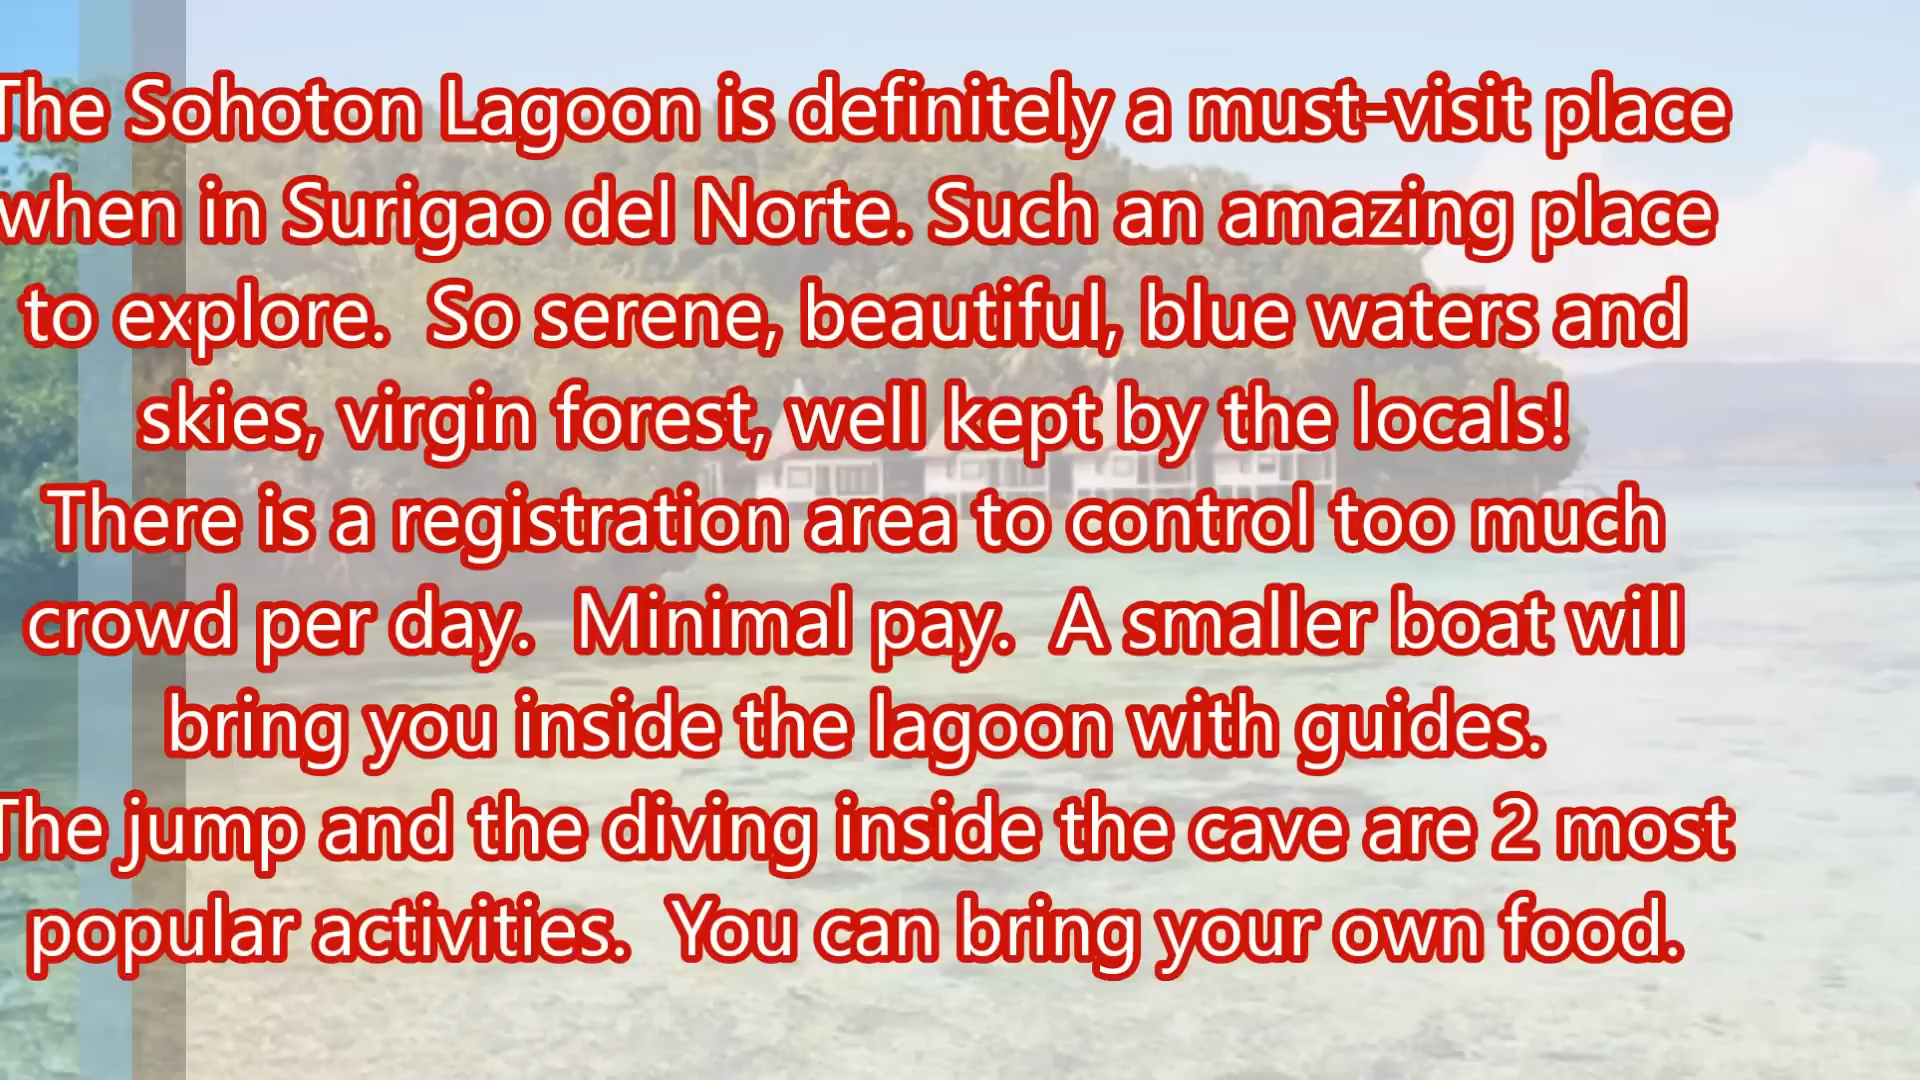 The Sohoton Lagoon is definitely a must-visit place
when in Surigao del Norte. Such an amazing place
to explore.  So serene, beautiful, blue waters and
skies, virgin forest, well kept by the locals!
There is a registration area to control too much
crowd per day.  Minimal pay.  A smaller boat will
bring you inside the lagoon with guides.
The jump and the diving inside the cave are 2 most
popular activities.  You can bring your own food.